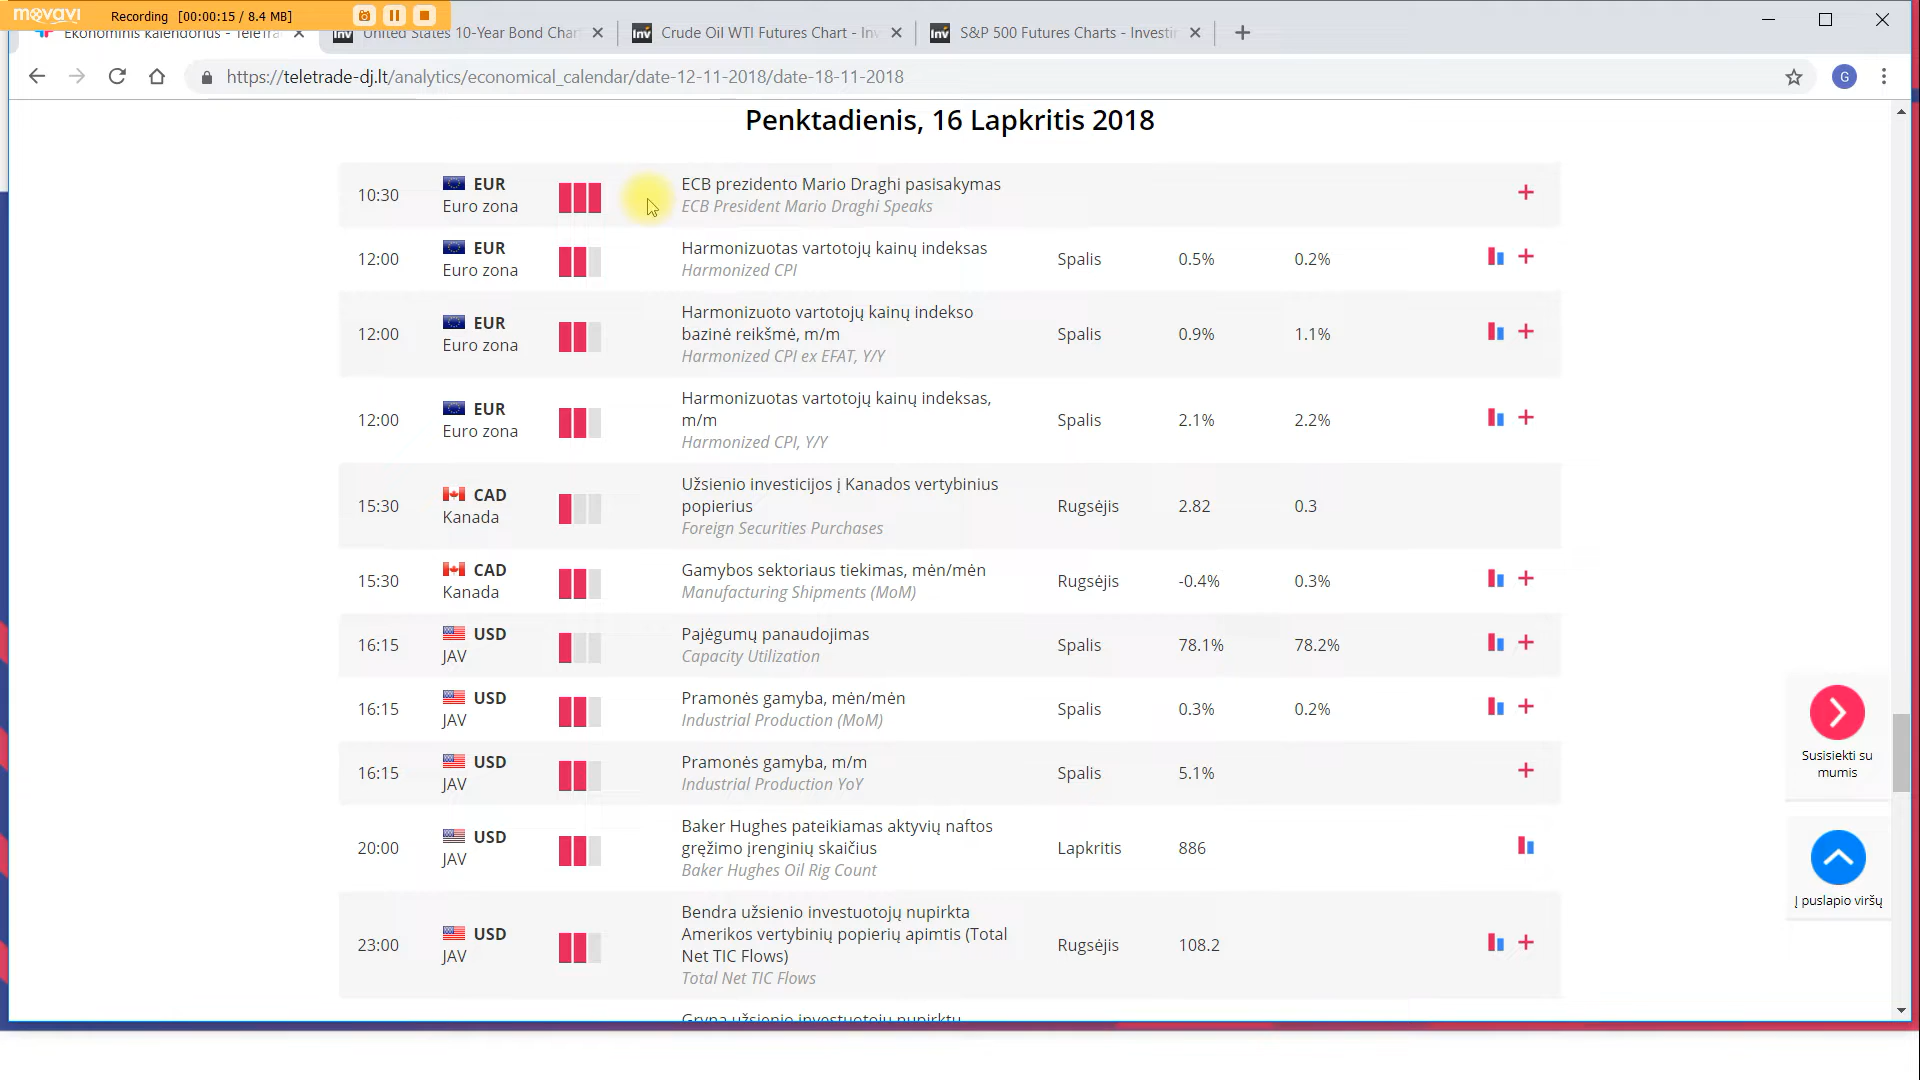 movavi
Recording [00:00:15 / 8.4 MB]
Ekonominis kalendorius - TeleTra
United States 10-Year Bond Char
Crude Oil WTI Futures Chart - Inv
S&P 500 Futures Charts - Investin
https://teletrade-dj.lt/analytics/economical_calendar/date-12-11-2018/date-18-11-2018
G
Penktadienis, 16 Lapkritis 2018
10:30 EUR Euro zona ECB prezidento Mario Draghi pasisakymas
ECB President Mario Draghi Speaks
12:00 EUR Euro zona Harmonizuotas vartotojų kainų indeksas Spalis 0.5% 0.2%
Harmonized CPI
12:00 EUR Euro zona Harmonizuoto vartotojų kainų indekso
bazinė reikšmė, m/m Spalis 0.9% 1.1%
Harmonized CPI ex EFAT, Y/Y
12:00 EUR Euro zona Harmonizuotas vartotojų kainų indeksas,
m/m Spalis 2.1% 2.2%
Harmonized CPI, Y/Y
15:30 CAD Kanada Užsienio investicijos į Kanados vertybinius
popierius Rugsėjis 2.82 0.3
Foreign Securities Purchases
15:30 CAD Kanada Gamybos sektoriaus tiekimas, mėn/mėn Rugsėjis -0.4% 0.3%
Manufacturing Shipments (MoM)
16:15 USD JAV Pajėgumų panaudojimas Spalis 78.1% 78.2%
Capacity Utilization
16:15 USD JAV Pramonės gamyba, mėn/mėn Spalis 0.3% 0.2%
Industrial Production (MoM)
16:15 USD JAV Pramonės gamyba, m/m Spalis 5.1%
Industrial Production YoY
20:00 USD JAV Baker Hughes pateikiamas aktyvių naftos
gręžimo įrenginių skaičius Lapkritis 886
Baker Hughes Oil Rig Count
23:00 USD JAV Bendra užsienio investuotojų nupirkta
Amerikos vertybinių popierių apimtis (Total
Net TIC Flows) Rugsėjis 108.2
Total Net TIC Flows
Gryna užsienio investuotojų nupirktų
Susisiekti su
mumis
Į puslapio viršų